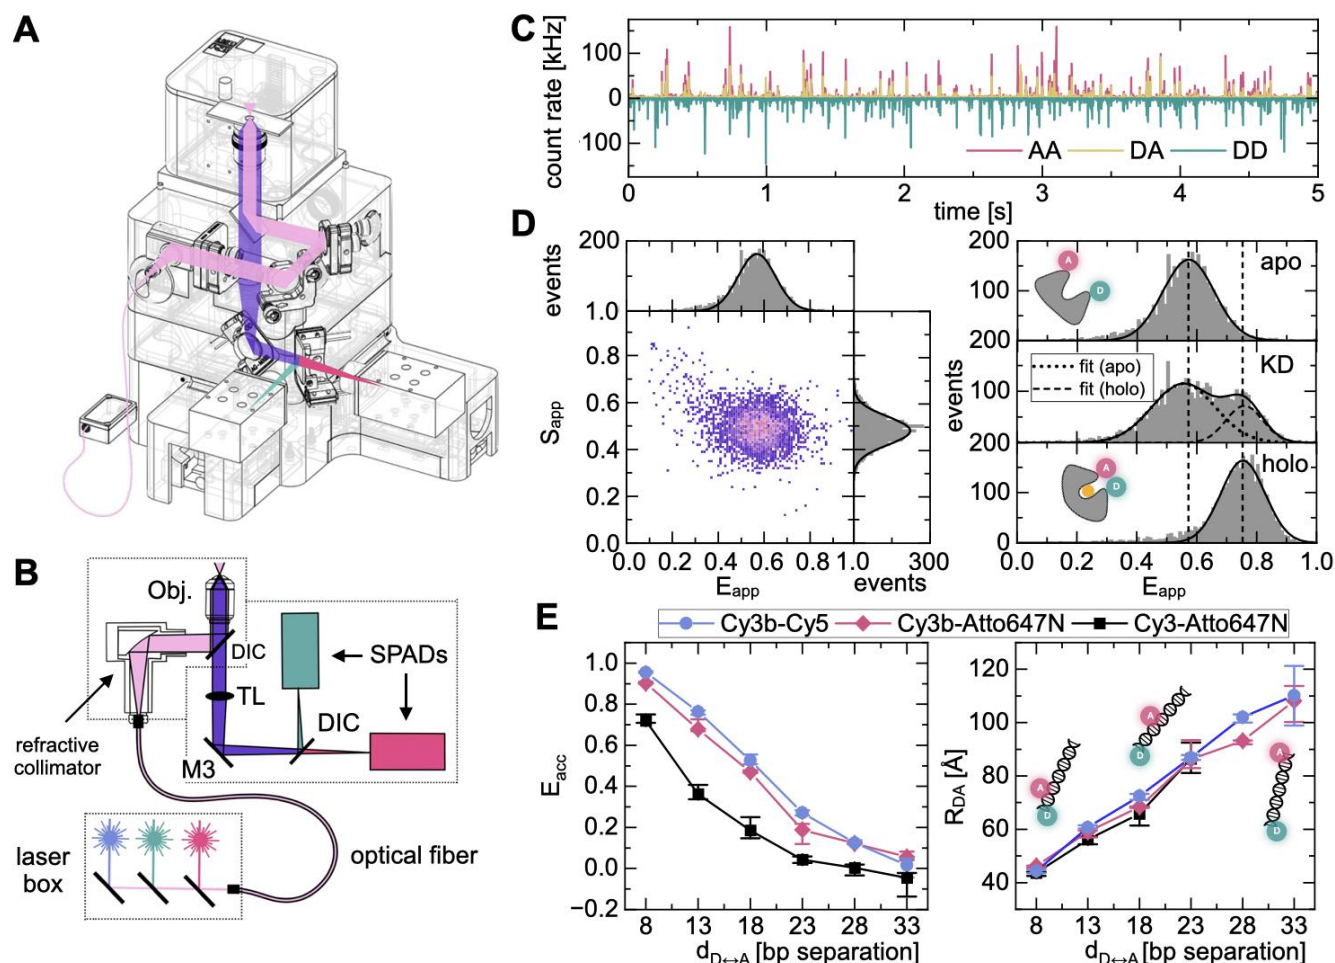 A
B
Obj.
DIC
SPADs
TL
DIC
M3
refractive
collimator
laser
box
optical fiber
C
count rate [kHz]
100
0
100
AA
DA
DD
0
1
2
3
4
5
time [s]
D
events
200
1.0
S_app
0.8
0.6
0.4
0.2
0.0
0.0
0.2
0.4
0.6
0.8
1.0
300
E_app
events
events
200
apo
A
D
100
200
KD
fit (apo)
fit (holo)
100
200
holo
A
D
100
0
0.0
0.2
0.4
0.6
0.8
1.0
E_app
E
Cy3b-Cy5
Cy3b-Atto647N
Cy3-Atto647N
E_acc
1.0
0.8
0.6
0.4
0.2
0.0
−0.2
8
13
18
23
28
33
d_D↔A [bp separation]
R_DA [Å]
120
100
80
60
40
A
D
A
D
A
D
8
13
18
23
28
33
d_D↔A [bp separation]